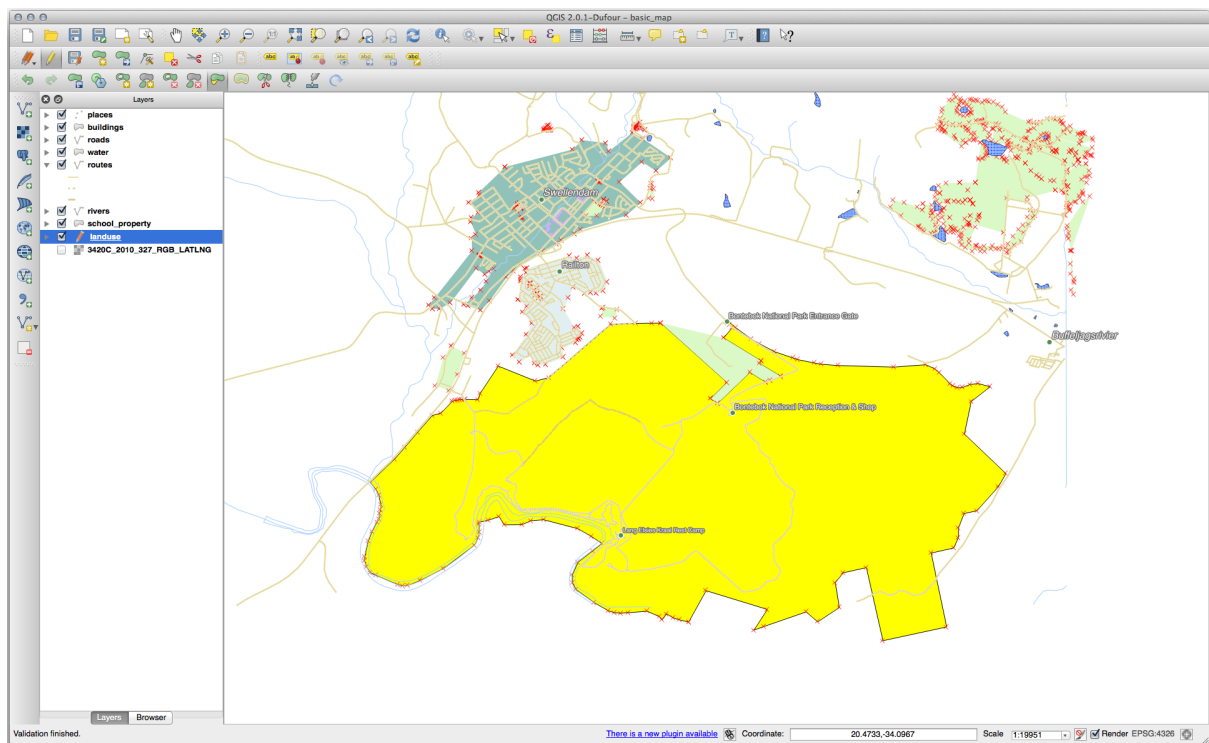 QGIS 2.0.1-Dufour - basic_map
Layers
places
buildings
roads
water
routes
rivers
school_property
landuse
3420C_2010_327_RGB_LATLNG
Swellendam
Railton
Bontebok National Park Entrance Gate
Buffeljagsrivier
Bontebok National Park Reception & Shop
Lang Elsies Kraal Rest Camp
Layers Browser
Validation finished.
There is a new plugin available
Coordinate: 20.4733,-34.0967
Scale 1:19951
Render EPSG:4326